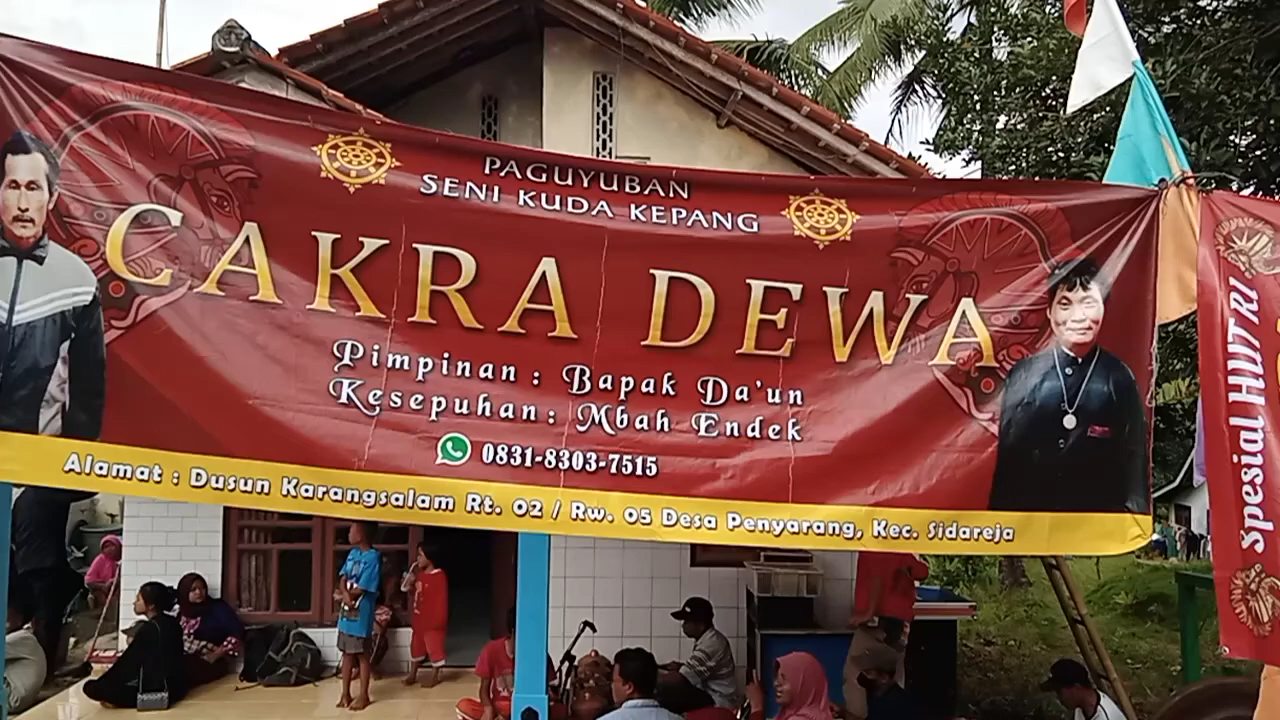 PAGUYUBAN
SENI KUDA KEPANG
CAKRA DEWA
Pimpinan : Bapak Da'un
Kesepuhan : Mbah Endek
0831-8303-7515
Alamat : Dusun Karangsalam Rt. 02 / Rw. 05 Desa Penyarang, Kec. Sidareja
Spesial HUT RI